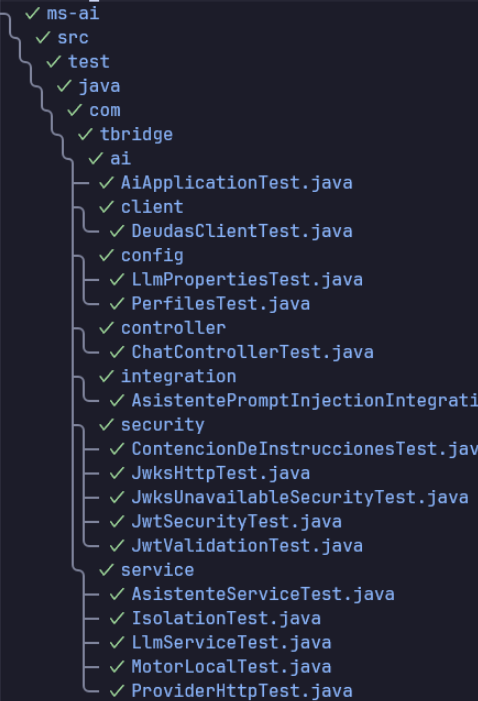 ms-ai
src
test
java
com
tbridge
ai
AiApplicationTest.java
client
DeudasClientTest.java
config
LlmPropertiesTest.java
PerfilesTest.java
controller
ChatControllerTest.java
integration
AsistentePromptInjectionIntegrati
security
ContencionDeInstruccionesTest.jav
JwksHttpTest.java
JwksUnavailableSecurityTest.java
JwtSecurityTest.java
JwtValidationTest.java
service
AsistenteServiceTest.java
IsolationTest.java
LlmServiceTest.java
MotorLocalTest.java
ProviderHttpTest.java